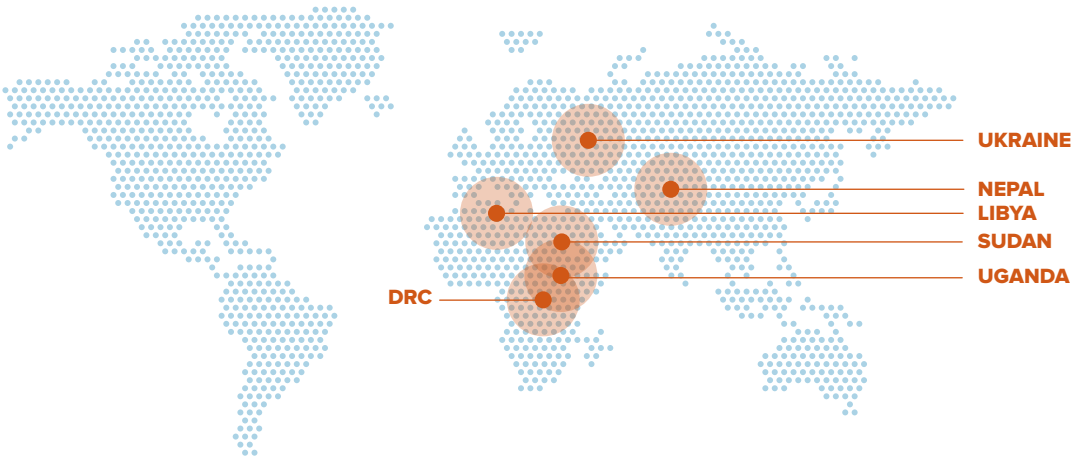 UKRAINE
NEPAL
LIBYA
SUDAN
UGANDA
DRC